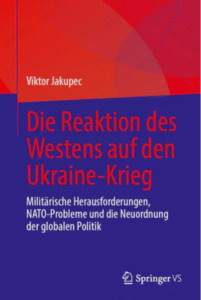 Viktor Jakupec
Die Reaktion des
Westens auf den
Ukraine-Krieg
Militärische Herausforderungen,
NATO-Probleme und die Neuordnung
der globalen Politik
Springer VS